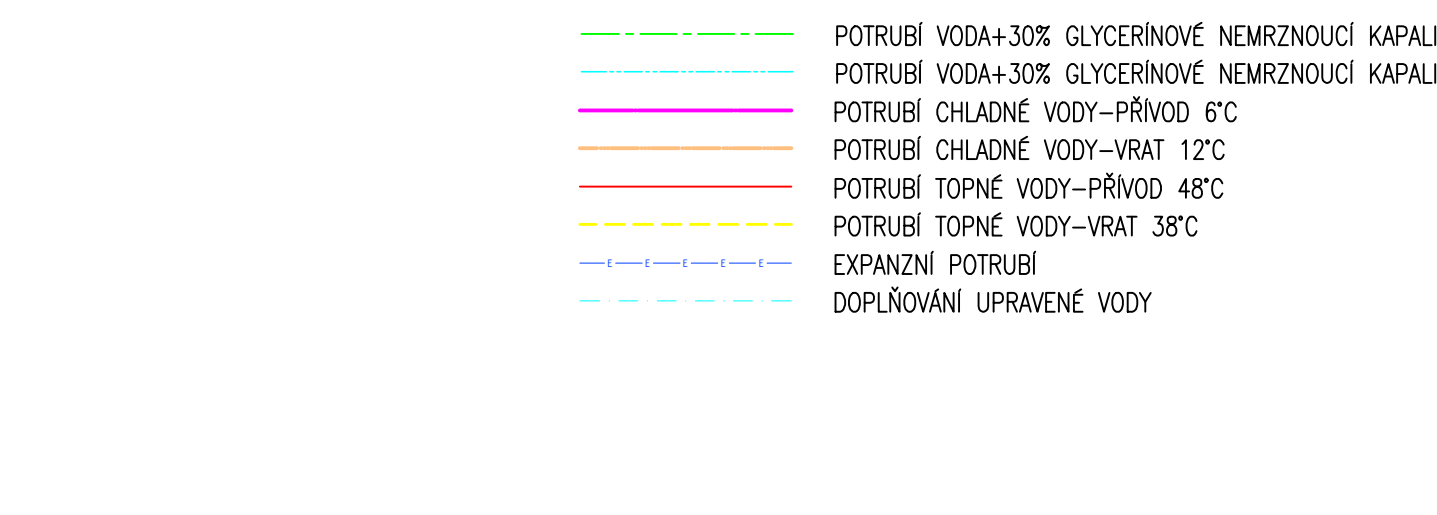 POTRUBÍ VODA+30% GLYCERÍNOVÉ NEMRZNOUCÍ KAPALI
POTRUBÍ VODA+30% GLYCERÍNOVÉ NEMRZNOUCÍ KAPALI
POTRUBÍ CHLADNÉ VODY-PŘÍVOD 6°C
POTRUBÍ CHLADNÉ VODY-VRAT 12°C
POTRUBÍ TOPNÉ VODY-PŘÍVOD 48°C
POTRUBÍ TOPNÉ VODY-VRAT 38°C
E E E E E EXPANZNÍ POTRUBÍ
DOPLŇOVÁNÍ UPRAVENÉ VODY